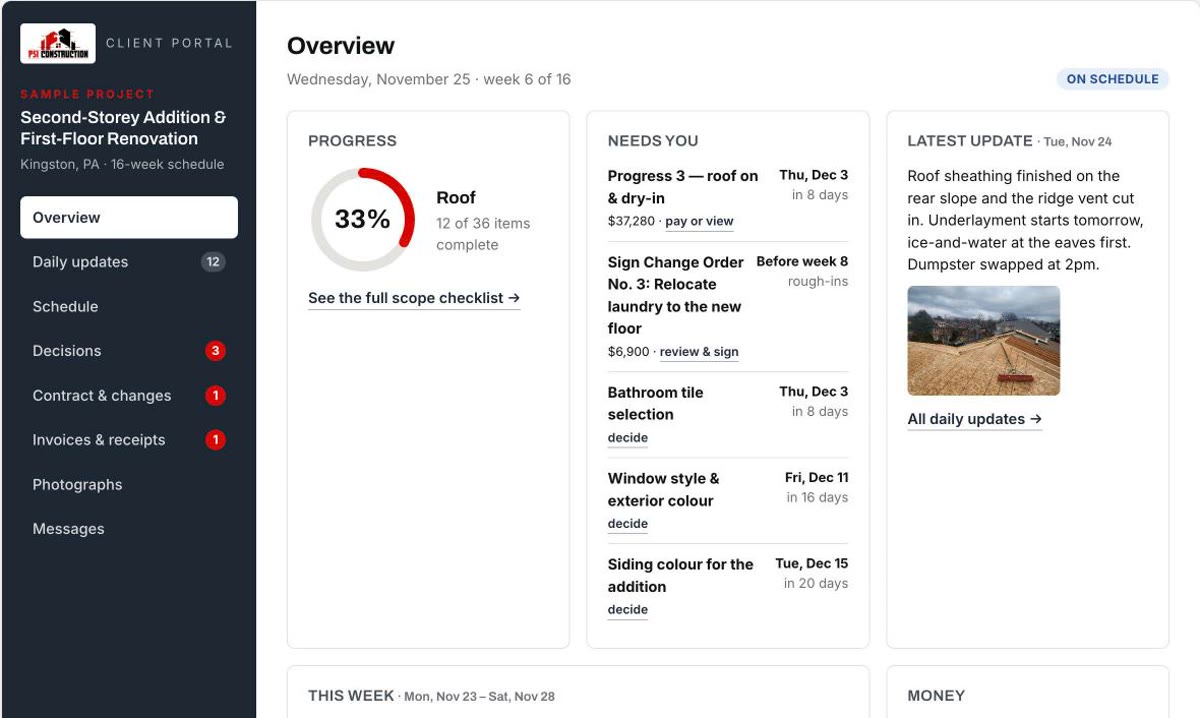 PSI CONSTRUCTION
CLIENT PORTAL
SAMPLE PROJECT
Second-Storey Addition &
First-Floor Renovation
Kingston, PA · 16-week schedule
Overview
Daily updates 12
Schedule
Decisions 3
Contract & changes 1
Invoices & receipts 1
Photographs
Messages
Overview
Wednesday, November 25 · week 6 of 16
ON SCHEDULE
PROGRESS
33%
Roof
12 of 36 items
complete
See the full scope checklist →
NEEDS YOU
Progress 3 — roof on Thu, Dec 3
& dry-in in 8 days
$37,280 · pay or view
Sign Change Order Before week 8
No. 3: Relocate rough-ins
laundry to the new
floor
$6,900 · review & sign
Bathroom tile Thu, Dec 3
selection in 8 days
decide
Window style & Fri, Dec 11
exterior colour in 16 days
decide
Siding colour for the Tue, Dec 15
addition in 20 days
decide
LATEST UPDATE · Tue, Nov 24
Roof sheathing finished on the
rear slope and the ridge vent cut
in. Underlayment starts tomorrow,
ice-and-water at the eaves first.
Dumpster swapped at 2pm.
All daily updates →
THIS WEEK · Mon, Nov 23 – Sat, Nov 28
MONEY